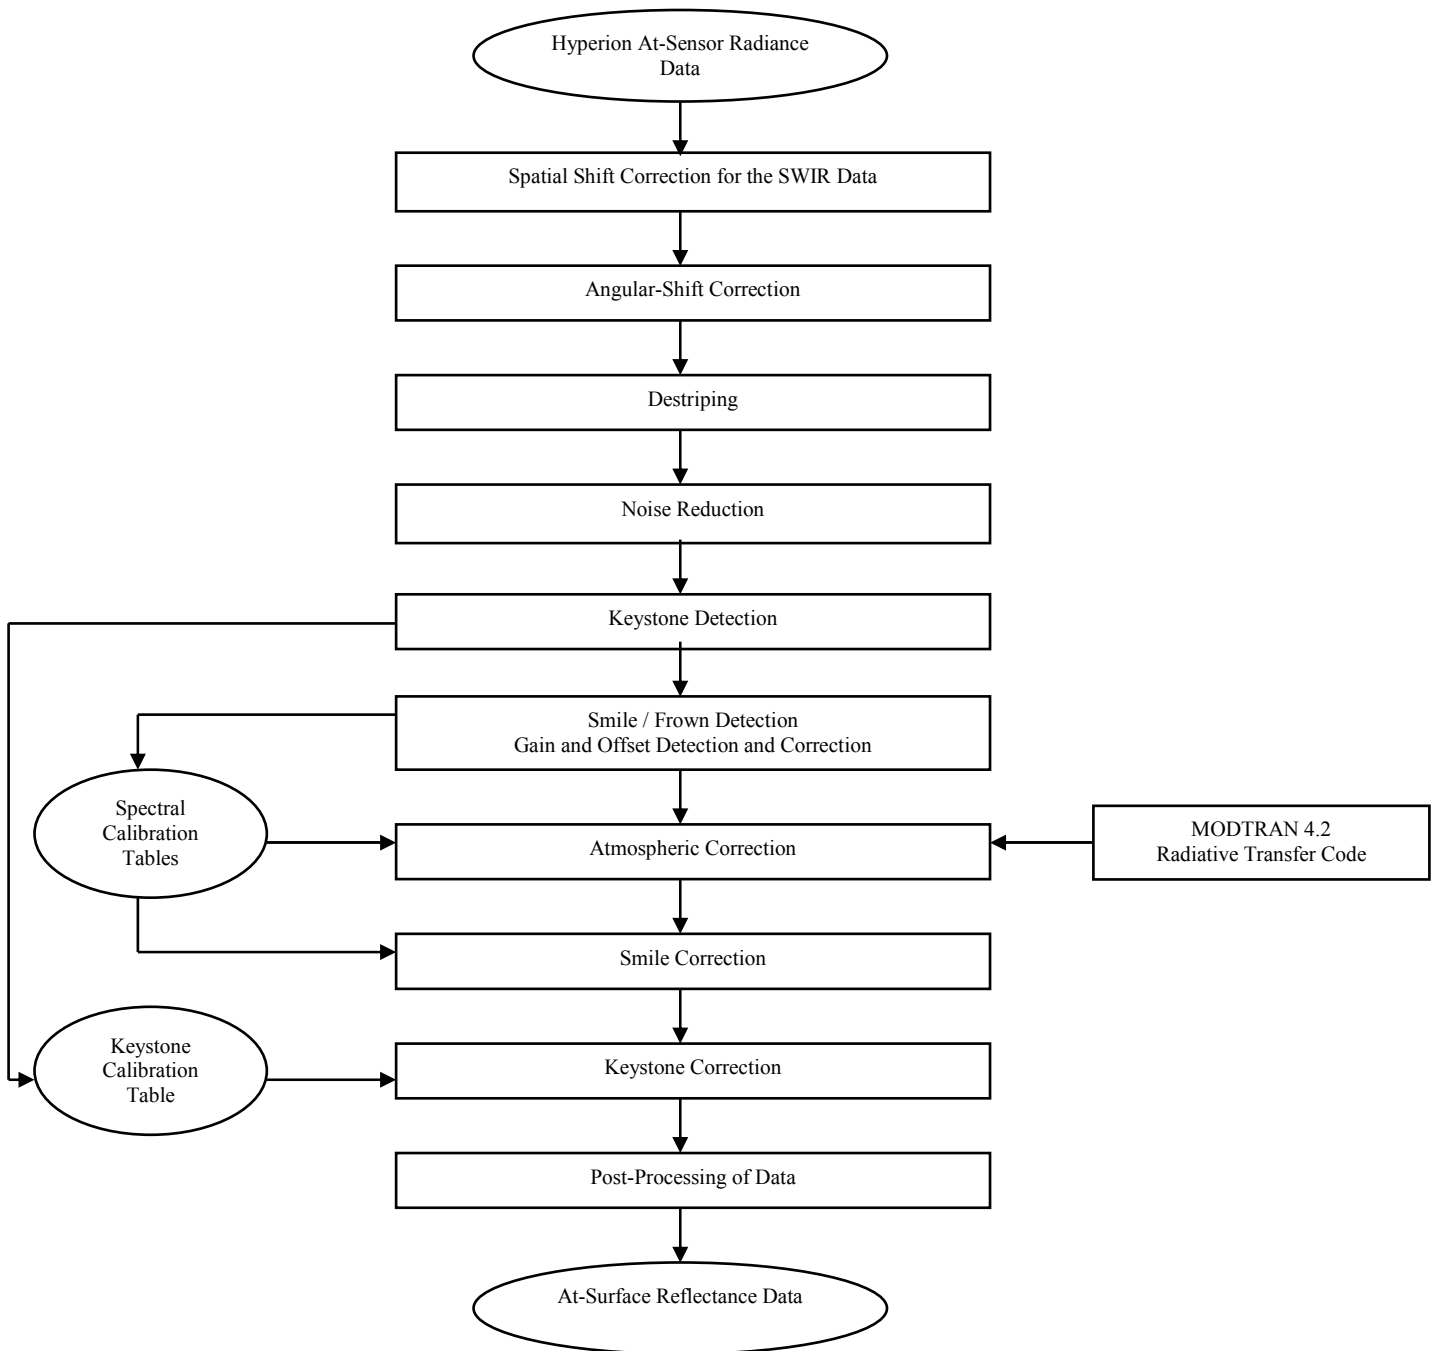 Hyperion At-Sensor Radiance
Data
Spatial Shift Correction for the SWIR Data
Angular-Shift Correction
Destriping
Noise Reduction
Keystone Detection
Smile / Frown Detection
Gain and Offset Detection and Correction
Spectral
Calibration
Tables
Atmospheric Correction
MODTRAN 4.2
Radiative Transfer Code
Smile Correction
Keystone
Calibration
Table
Keystone Correction
Post-Processing of Data
At-Surface Reflectance Data